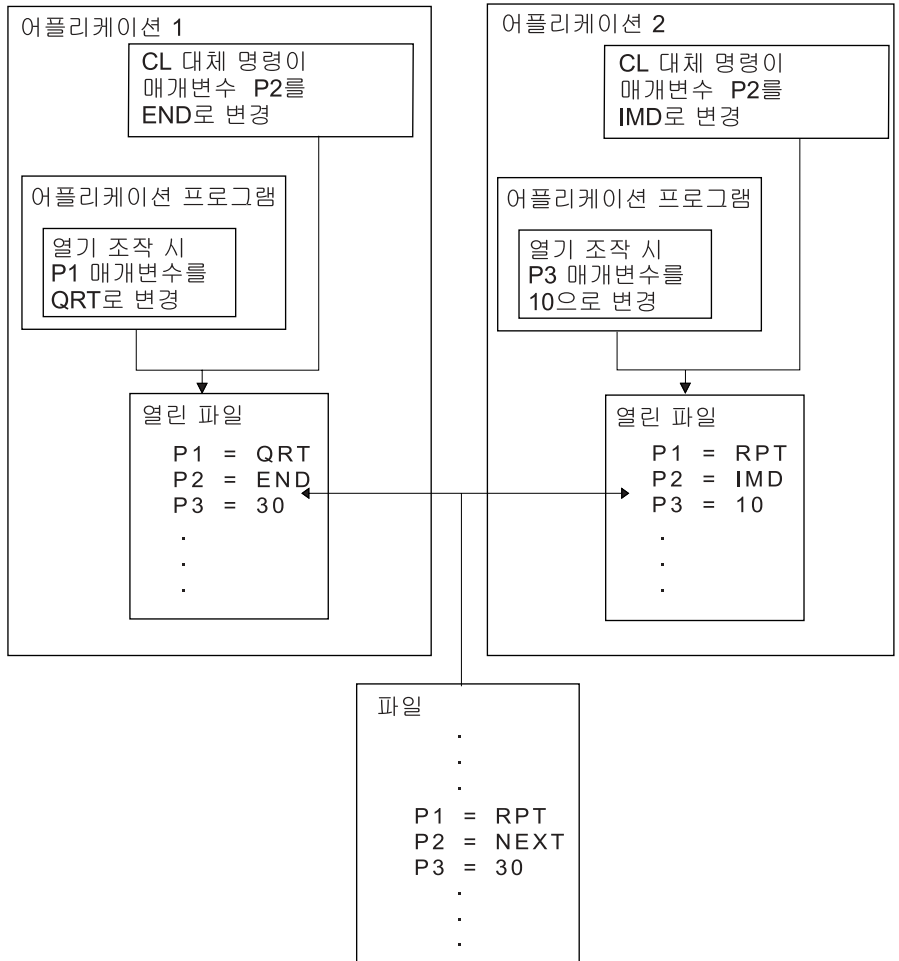 어플리케이션 1
CL 대체 명령이
매개변수 P2를
END로 변경
어플리케이션 프로그램
열기 조작 시
P1 매개변수를
QRT로 변경
열린 파일
P1 = QRT
P2 = END
P3 = 30
.
.
.
어플리케이션 2
CL 대체 명령이
매개변수 P2를
IMD로 변경
어플리케이션 프로그램
열기 조작 시
P3 매개변수를
10으로 변경
열린 파일
P1 = RPT
P2 = IMD
P3 = 10
.
.
.
파일
.
.
.
P1 = RPT
P2 = NEXT
P3 = 30
.
.
.